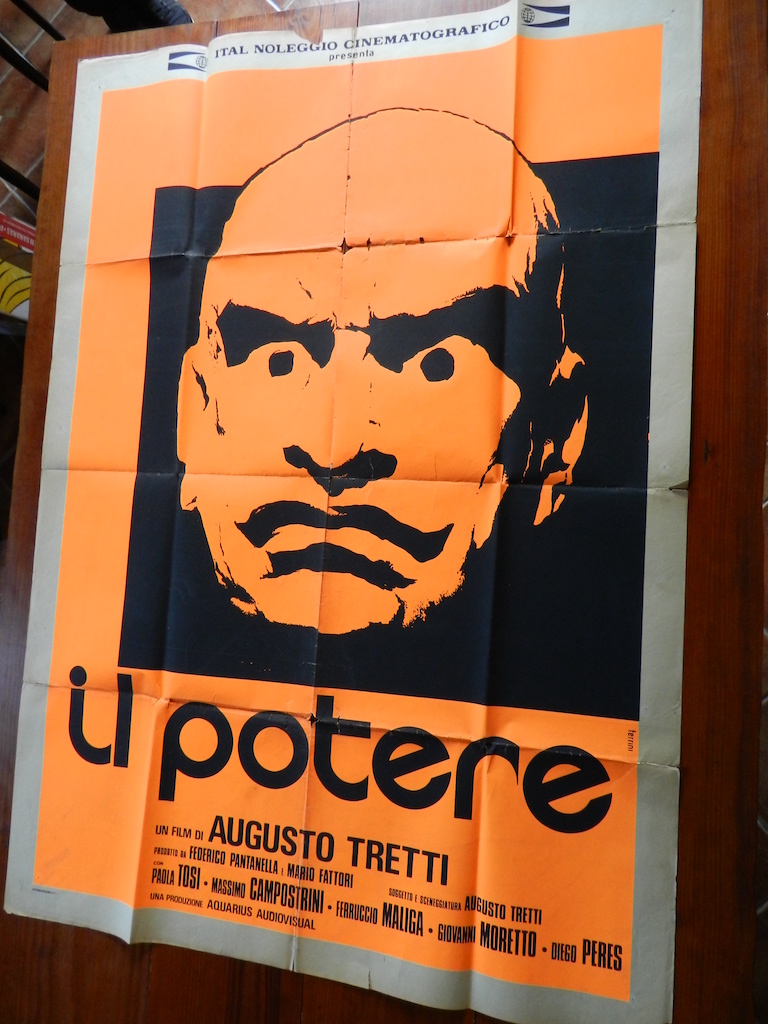 ITAL NOLEGGIO CINEMATOGRAFICO
presenta
il potere
ferrini
UN FILM DI AUGUSTO TRETTI
PRODOTTO DA FEDERICO PANTANELLA E MARIO FATTORI
SOGGETTO E SCENEGGIATURA AUGUSTO TRETTI
CON
PAOLA TOSI • MASSIMO CAMPOSTRINI • FERRUCCIO MALIGA • GIOVANNI MORETTO • DIEGO PERES
UNA PRODUZIONE AQUARIUS AUDIOVISUAL